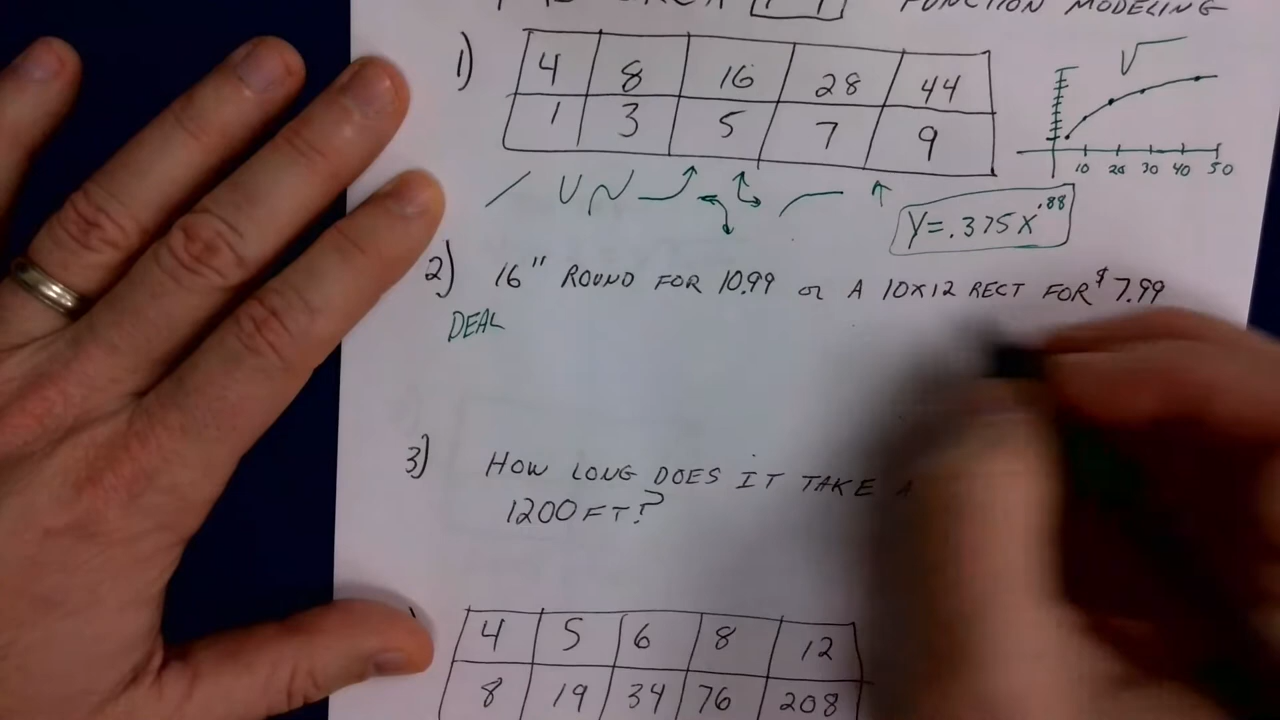 FUNCTION MODELING
1)
4 8 16 28 44
1 3 5 7 9
√
10 20 30 40 50
Y=.375X^.88
2) 16" ROUND FOR 10.99 or A 10X12 RECT FOR $7.99
DEAL
3) HOW LONG DOES IT TAKE A
1200 FT?
4 5 6 8 12
8 19 34 76 208